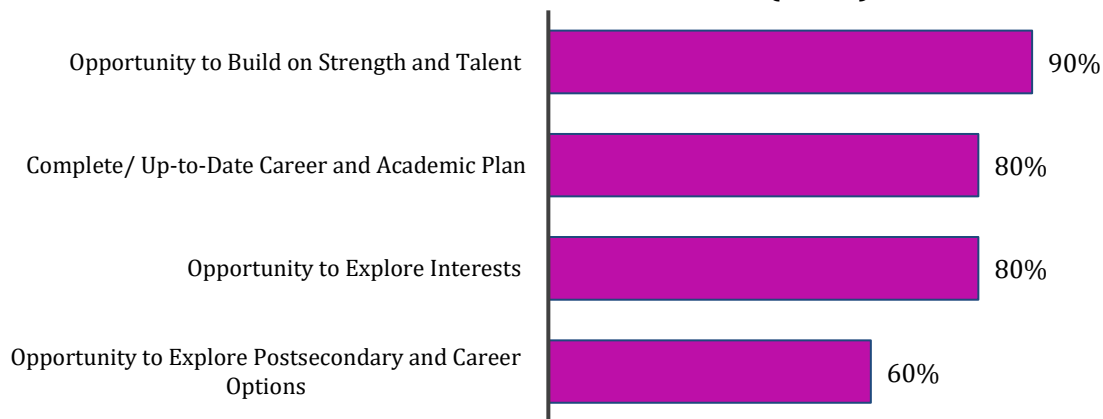 Opportunity to Build on Strength and Talent
90%
Complete/ Up-to-Date Career and Academic Plan
80%
Opportunity to Explore Interests
80%
Opportunity to Explore Postsecondary and Career
Options
60%